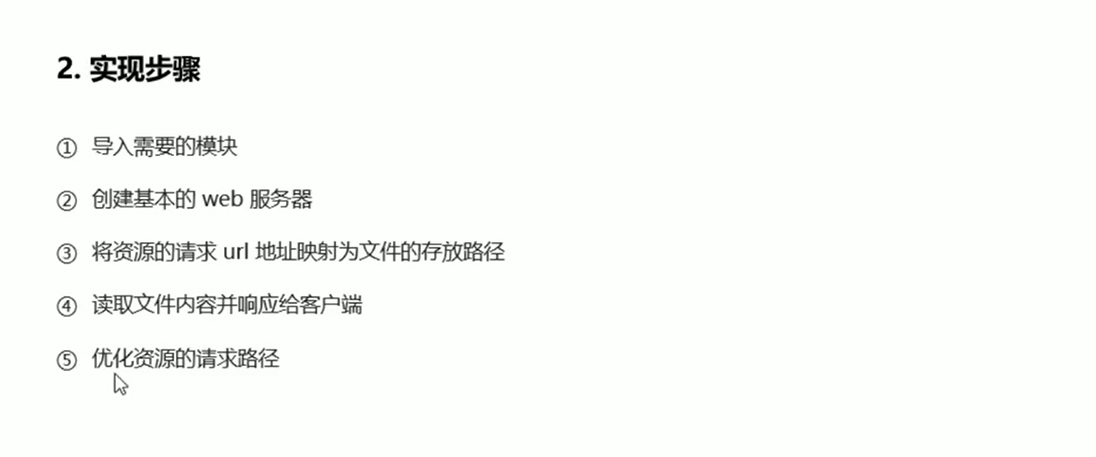 2. 实现步骤
① 导入需要的模块
② 创建基本的 web 服务器
③ 将资源的请求 url 地址映射为文件的存放路径
④ 读取文件内容并响应给客户端
⑤ 优化资源的请求路径